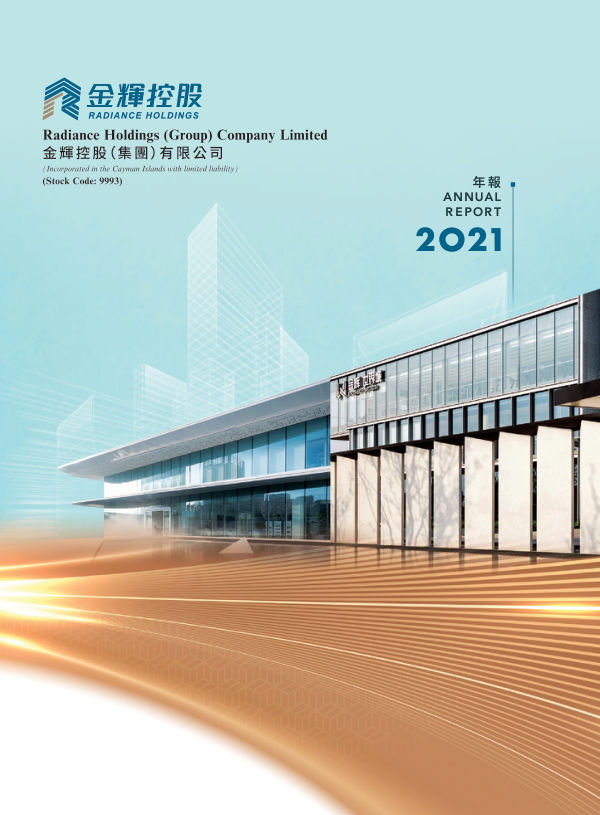 金輝控股
RADIANCE HOLDINGS
Radiance Holdings (Group) Company Limited
金輝控股(集團)有限公司
(Incorporated in the Cayman Islands with limited liability)
(Stock Code: 9993)
年報
ANNUAL
REPORT
2021